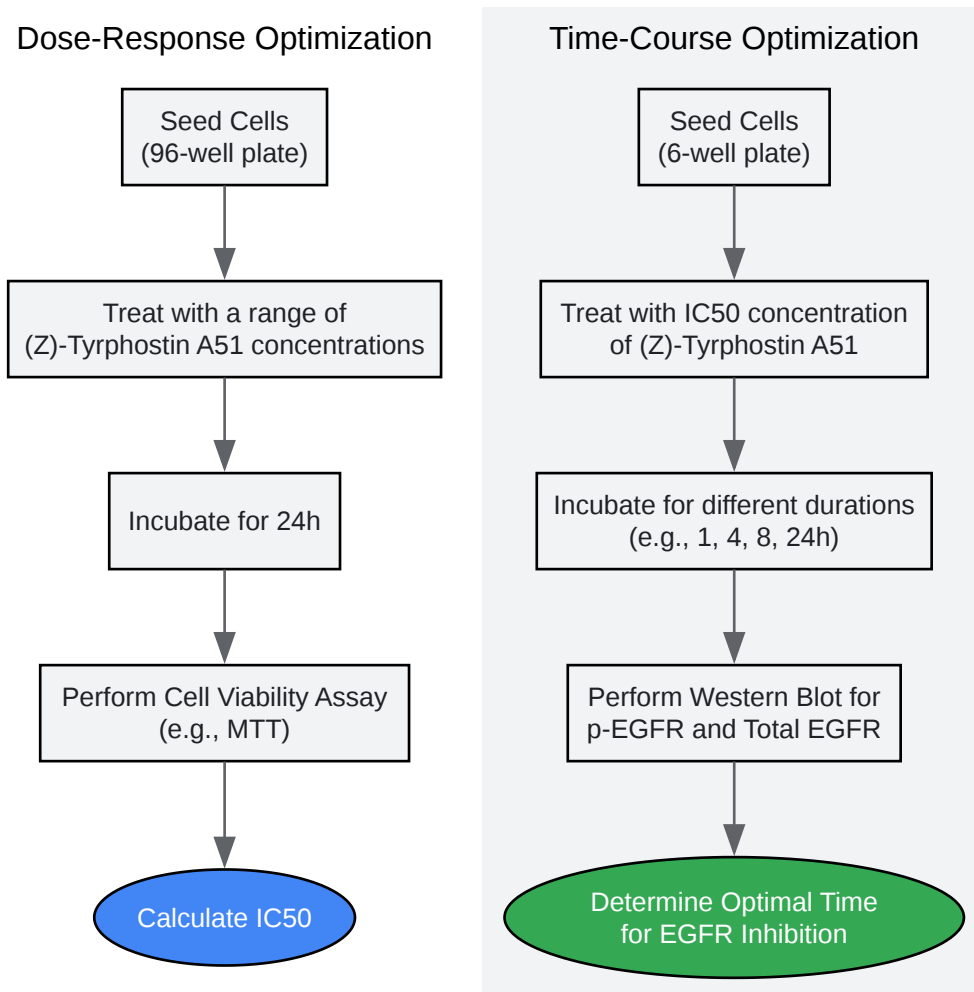 Dose-Response Optimization
Seed Cells
(96-well plate)
Treat with a range of
(Z)-Tyrphostin A51 concentrations
Incubate for 24h
Perform Cell Viability Assay
(e.g., MTT)
Calculate IC50
Time-Course Optimization
Seed Cells
(6-well plate)
Treat with IC50 concentration
of (Z)-Tyrphostin A51
Incubate for different durations
(e.g., 1, 4, 8, 24h)
Perform Western Blot for
p-EGFR and Total EGFR
Determine Optimal Time
for EGFR Inhibition